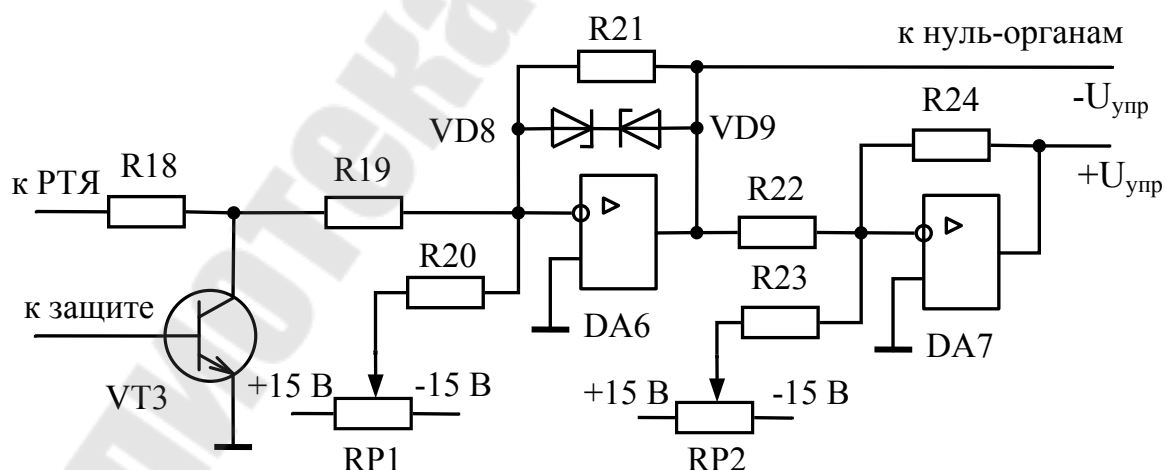 R21
к нуль-органам
R24
-Uупр
VD8
VD9
к РТЯ
R18
R19
R22
+Uупр
R20
R23
к защите
DA6
DA7
VT3
+15 В
-15 В
+15 В
-15 В
RP1
RP2